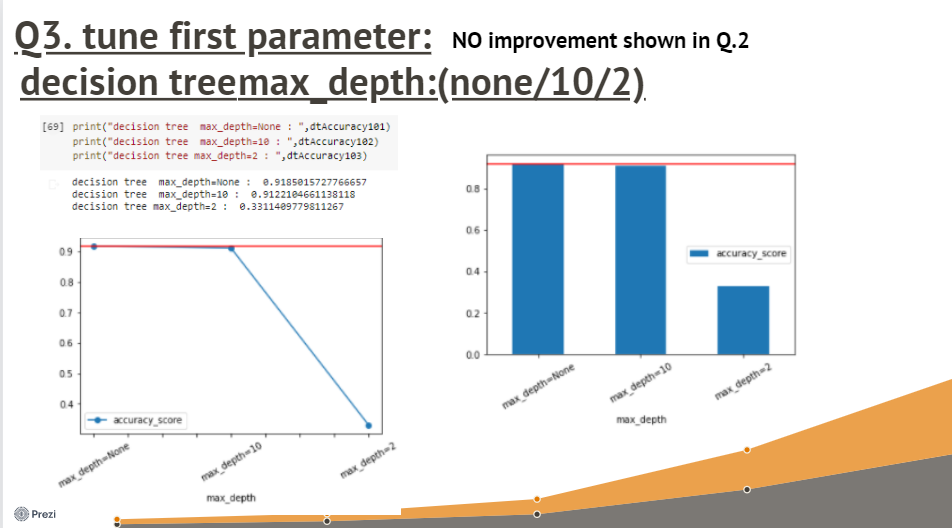 Q3. tune first parameter: NO improvement shown in Q.2
decision treemax_depth:(none/10/2)
[69] print("decision tree  max_depth=None : ",dtAccuracy101)
print("decision tree  max_depth=10 : ",dtAccuracy102)
print("decision tree max_depth=2 : ",dtAccuracy103)
decision tree  max_depth=None :  0.9185015727766657
decision tree  max_depth=10 :  0.9122104661138118
decision tree max_depth=2 :  0.3311409779811267
0.9
0.8
0.7
0.6
0.5
0.4
accuracy_score
max_depth=None
max_depth=10
max_depth=2
max_depth
0.8
0.6
0.4
0.2
0.0
accuracy_score
max_depth=None
max_depth=10
max_depth=2
max_depth
Prezi